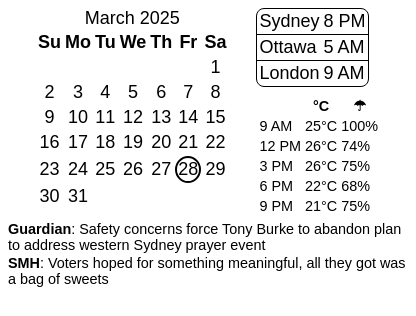 March 2025
Su Mo Tu We Th Fr Sa
1
2 3 4 5 6 7 8
9 10 11 12 13 14 15
16 17 18 19 20 21 22
23 24 25 26 27 28 29
30 31
Sydney 8 PM
Ottawa 5 AM
London 9 AM
°C ☂
9 AM 25°C 100%
12 PM 26°C 74%
3 PM 26°C 75%
6 PM 22°C 68%
9 PM 21°C 75%
Guardian: Safety concerns force Tony Burke to abandon plan
to address western Sydney prayer event
SMH: Voters hoped for something meaningful, all they got was
a bag of sweets